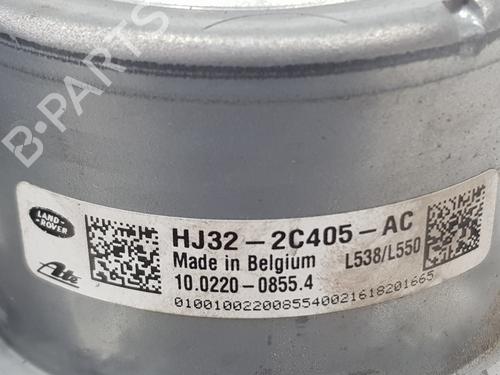 B-PARTS
LAND-
ROVER
HJ32-2C405-AC
Made in Belgium L538/L550
Ate 10.0220-0855.4
0100100220085540021618201665